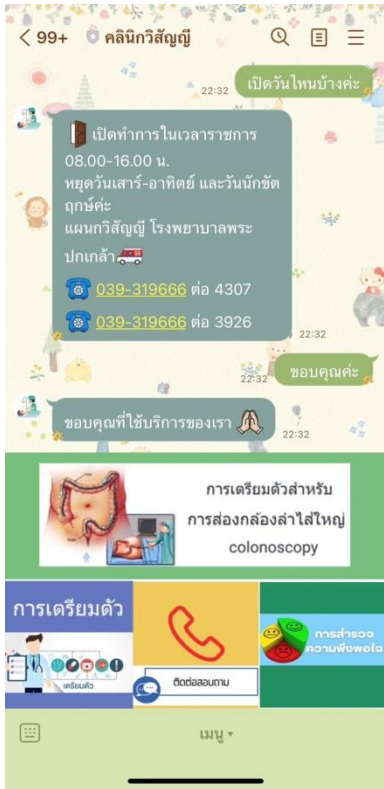 99+ คลินิกวิสัญญี
22:32 เปิดวันไหนบ้างค่ะ
เปิดทำการในเวลาราชการ
08.00-16.00 น.
หยุดวันเสาร์-อาทิตย์ และวันนักขัต
ฤกษ์ค่ะ
แผนกวิสัญญี โรงพยาบาลพระ
ปกเกล้า
039-319666 ต่อ 4307
039-319666 ต่อ 3926
22:32
22:32 ขอบคุณค่ะ
ขอบคุณที่ใช้บริการของเรา
22:32
การเตรียมตัวสำหรับ
การส่องกล้องลำไส้ใหญ่
colonoscopy
การเตรียมตัว
เตรียมตัว
ติดต่อสอบถาม
การสำรวจ
ความพึงพอใจ
เมนู